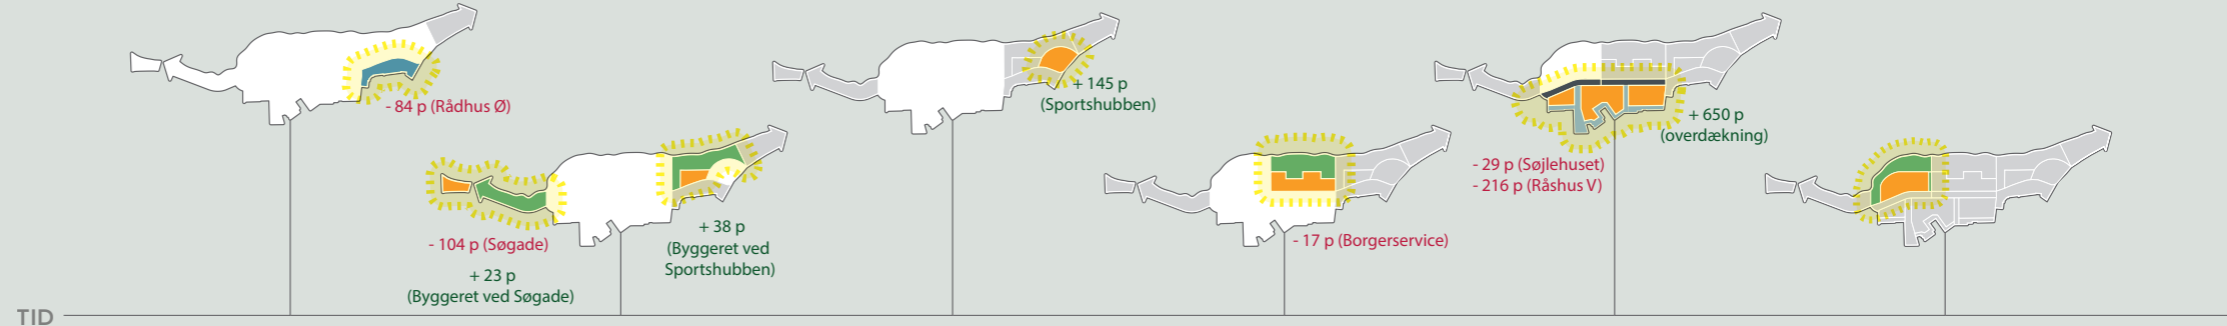 - 84 p (Rådhus Ø)
- 104 p (Søgade)
+ 23 p
(Byggeret ved Søgade)
+ 38 p
(Byggeret ved
Sportshubben)
+ 145 p
(Sportshubben)
- 17 p (Borgerservice)
- 29 p (Søjlehuset)
- 216 p (Råshus V)
+ 650 p
(overdækning)
TID